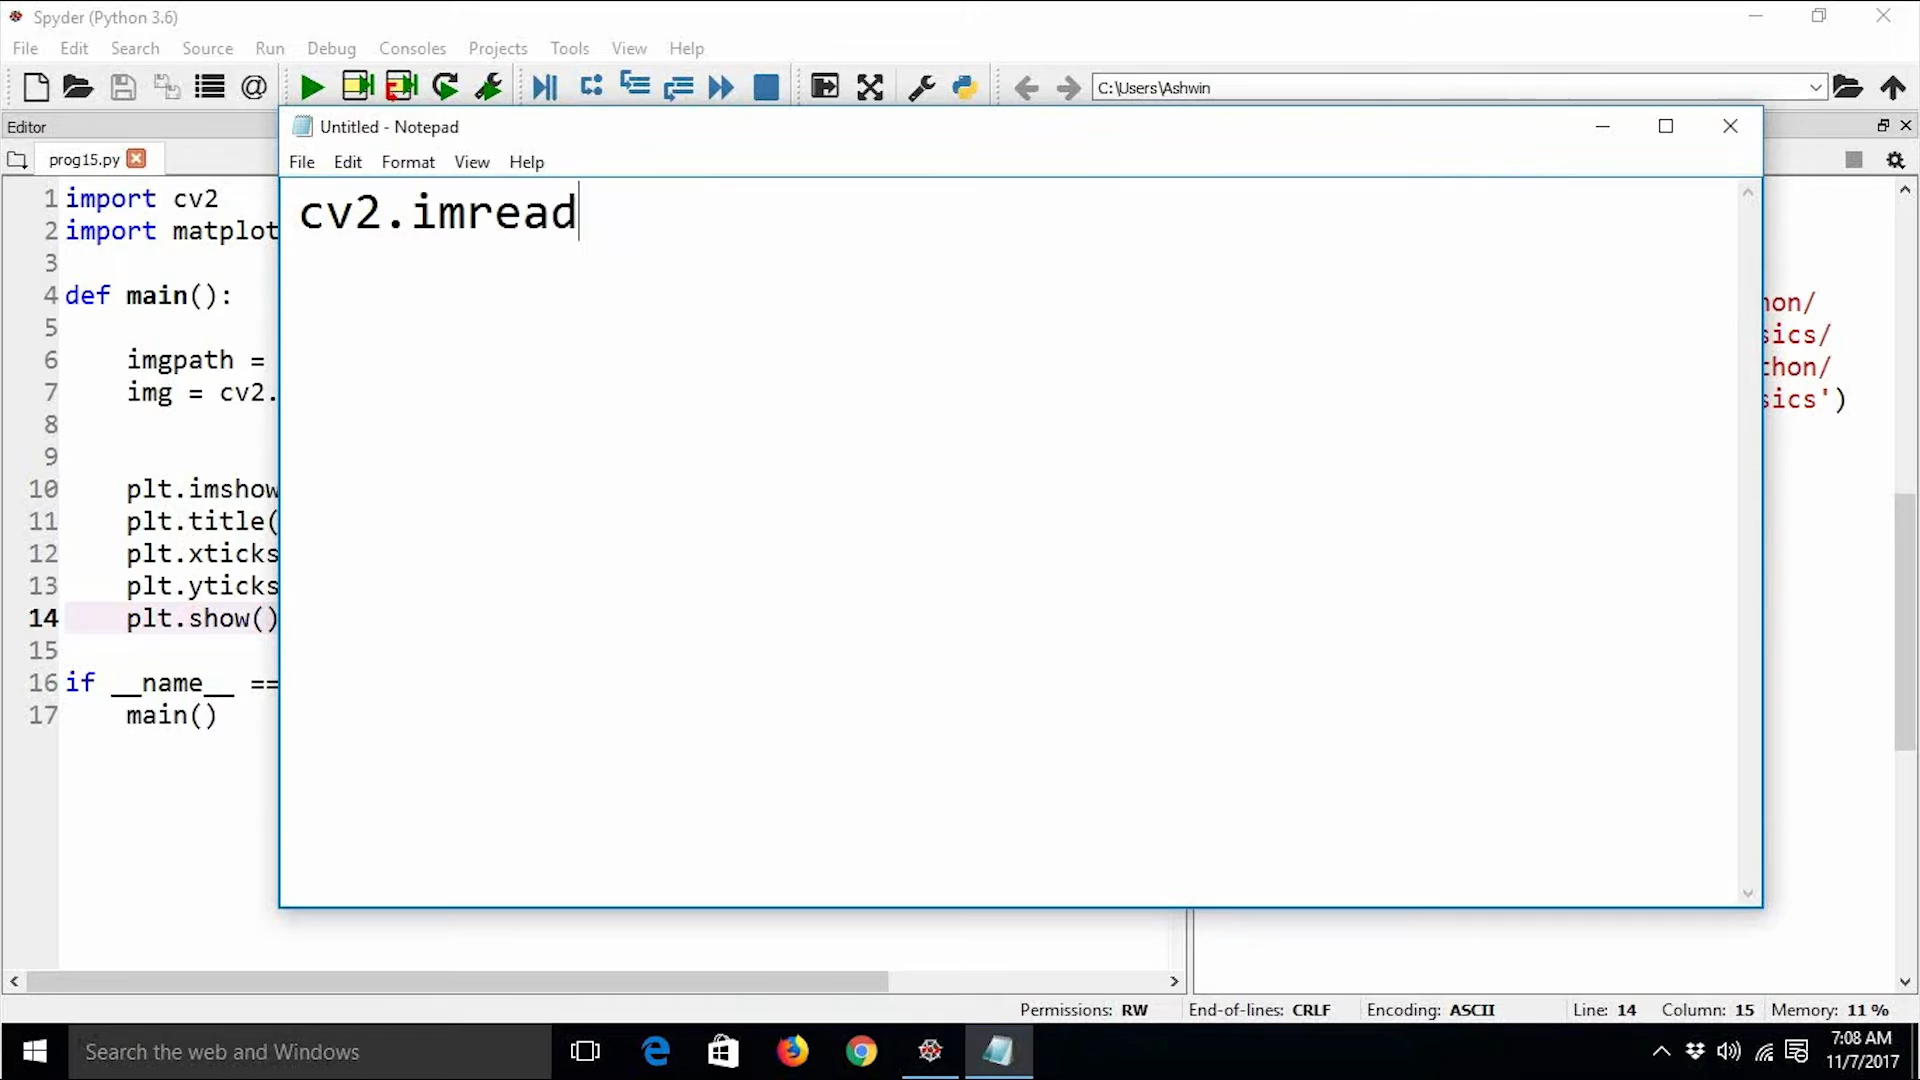 Spyder (Python 3.6)
File Edit Search Source Run Debug Consoles Projects Tools View Help
C:\Users\Ashwin
Editor
prog15.py
Untitled - Notepad
File Edit Format View Help
cv2.imread
1 import cv2
2 import matplot
3
4 def main():
5
6 imgpath =
7 img = cv2.
8
9
10 plt.imshow
11 plt.title(
12 plt.xticks
13 plt.yticks
14 plt.show()
15
16 if __name__ ==
17 main()
hon/
sics/
thon/
sics')
Permissions: RW End-of-lines: CRLF Encoding: ASCII Line: 14 Column: 15 Memory: 11 %
Search the web and Windows
7:08 AM
11/7/2017